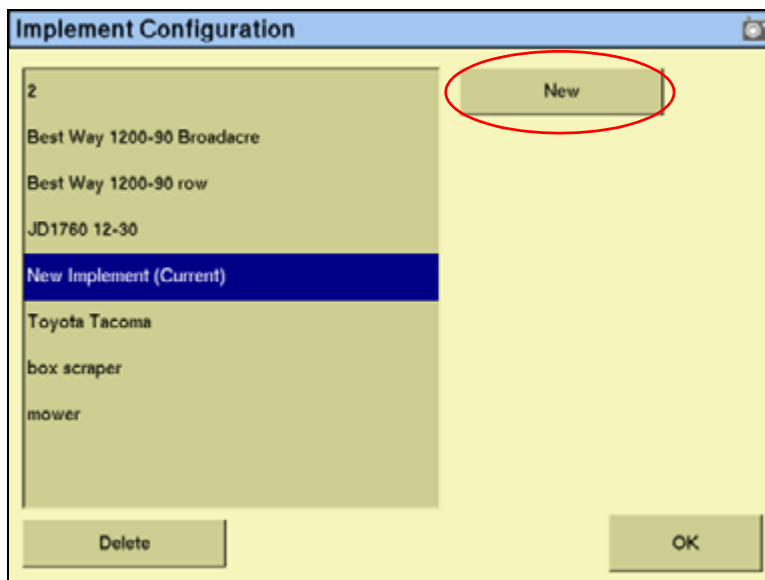 Implement Configuration
2
New
Best Way 1200-90 Broadacre
Best Way 1200-90 row
JD1760 12-30
New Implement (Current)
Toyota Tacoma
box scraper
mower
Delete
OK